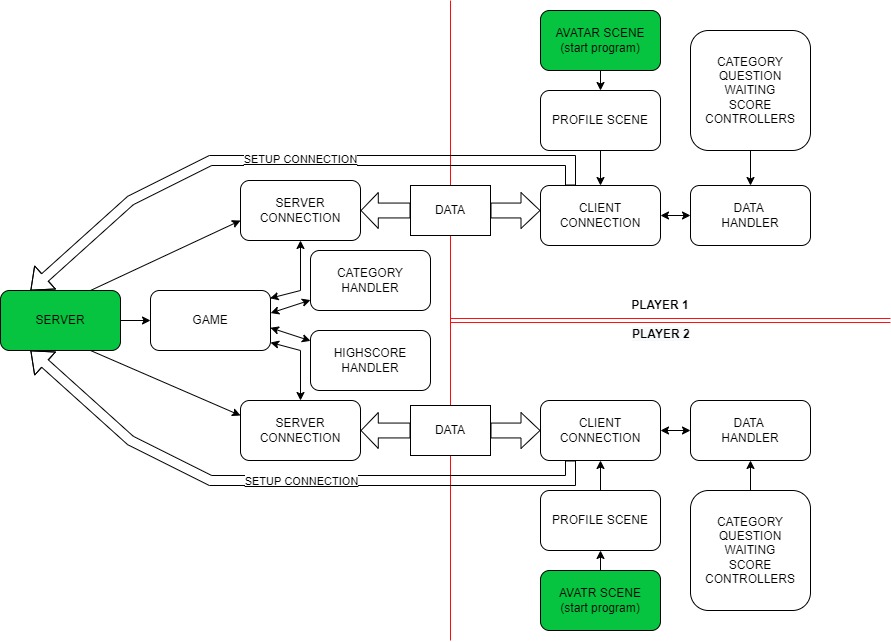 AVATAR SCENE
(start program)
CATEGORY
QUESTION
WAITING
SCORE
CONTROLLERS
PROFILE SCENE
SETUP CONNECTION
SERVER
CONNECTION
DATA
CLIENT
CONNECTION
DATA
HANDLER
CATEGORY
HANDLER
PLAYER 1
SERVER
GAME
PLAYER 2
HIGHSCORE
HANDLER
SERVER
CONNECTION
DATA
CLIENT
CONNECTION
DATA
HANDLER
SETUP CONNECTION
PROFILE SCENE
CATEGORY
QUESTION
WAITING
SCORE
CONTROLLERS
AVATR SCENE
(start program)